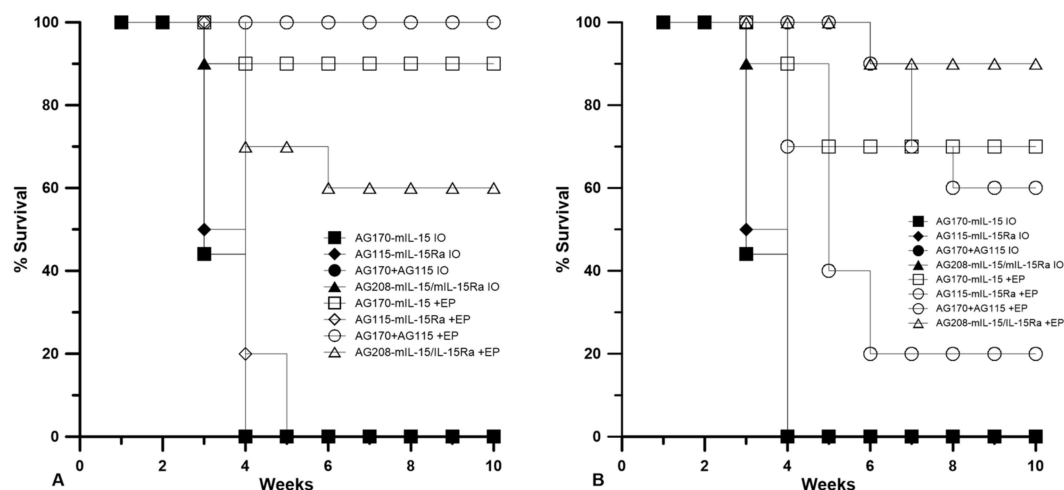 100
80
60
40
20
0
% Survival
AG170-mIL-15 IO
AG115-mIL-15Ra IO
AG170+AG115 IO
AG208-mIL-15/mIL-15Ra IO
AG170-mIL-15 +EP
AG115-mIL-15Ra +EP
AG170+AG115 +EP
AG208-mIL-15/IL-15Ra +EP
0 2 4 6 8 10
A
Weeks
100
80
60
40
20
0
% Survival
AG170-mIL-15 IO
AG115-mIL-15Ra IO
AG170+AG115 IO
AG208-mIL-15/mIL-15Ra IO
AG170-mIL-15 +EP
AG115-mIL-15Ra +EP
AG170+AG115 +EP
AG208-mIL-15/IL-15Ra +EP
0 2 4 6 8 10
B
Weeks